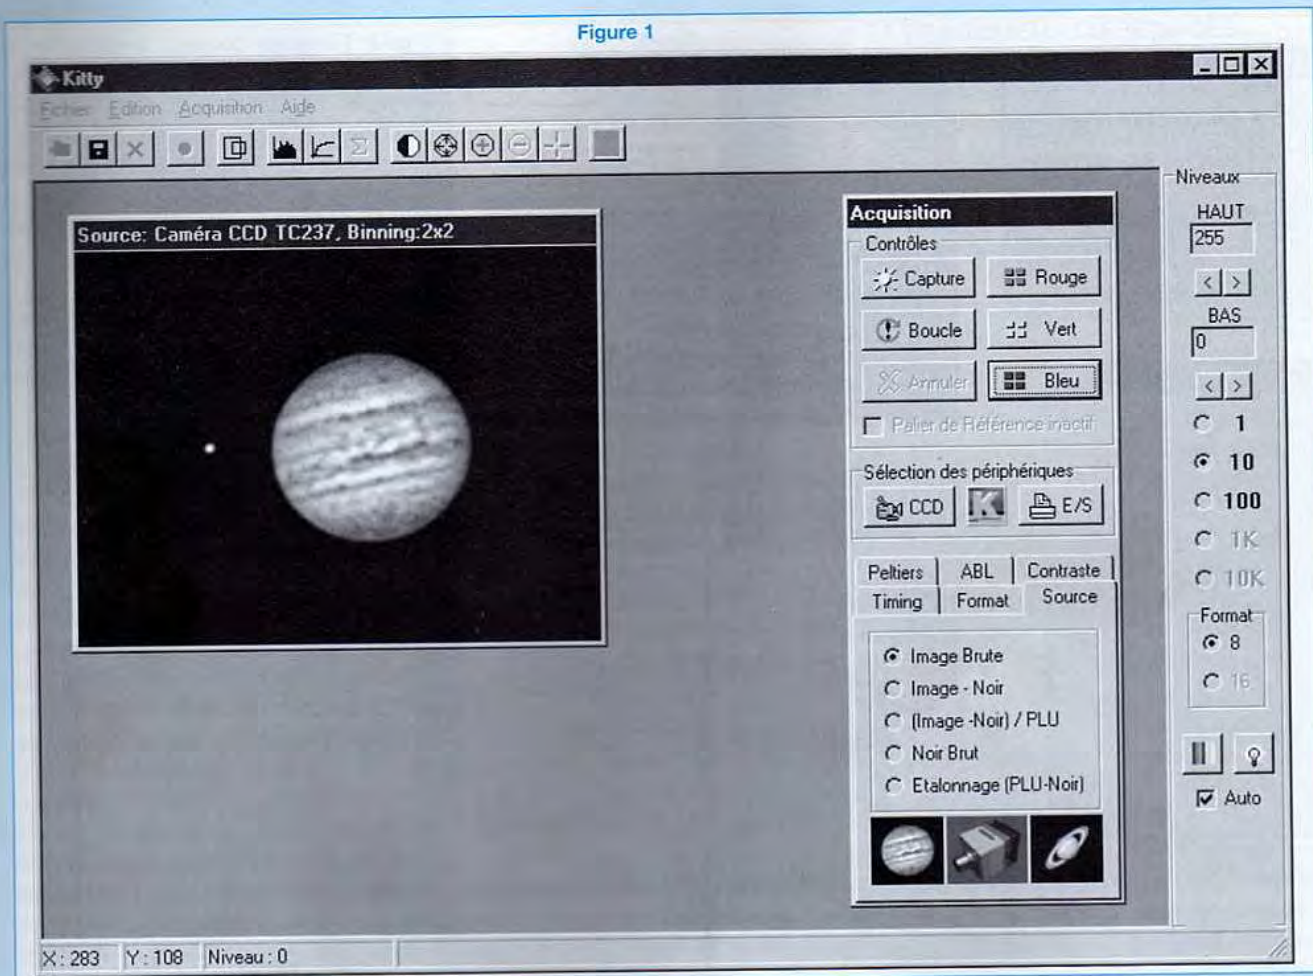 Figure 1
Kitty
Fichier Edition Acquisition Aide
Niveaux
HAUT
255
< >
BAS
0
< >
1
10
100
1K
10K
Format
8
16
Auto
Source: Caméra CCD TC237, Binning:2x2
Acquisition
Contrôles
Capture Rouge
Boucle Vert
Annuler Bleu
Palier de Référence inactif
Sélection des périphériques
CCD K E/S
Peltiers ABL Contraste
Timing Format Source
Image Brute
Image - Noir
(Image -Noir) / PLU
Noir Brut
Etalonnage (PLU-Noir)
X : 283 Y : 108 Niveau : 0